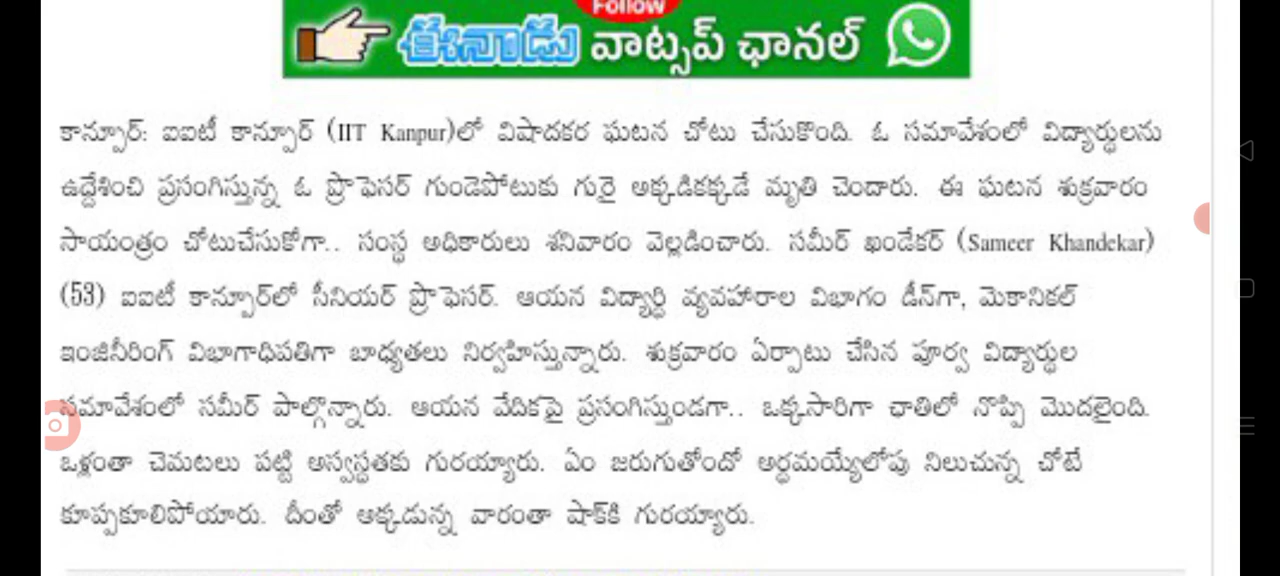 Follow
ఈనాడు వాట్సప్ ఛానల్
కాన్పూర్: ఐఐటీ కాన్పూర్ (IIT Kanpur)లో విషాదకర ఘటన చోటు చేసుకొంది. ఓ సమావేశంలో విద్యార్థులను
ఉద్దేశించి ప్రసంగిస్తున్న ఓ ప్రొఫెసర్ గుండెపోటుకు గురై అక్కడికక్కడే మృతి చెందారు. ఈ ఘటన శుక్రవారం
సాయంత్రం చోటుచేసుకోగా.. సంస్థ అధికారులు శనివారం వెల్లడించారు. సమీర్ ఖండేకర్ (Sameer Khandekar)
(53) ఐఐటీ కాన్పూర్‌లో సీనియర్ ప్రొఫెసర్. ఆయన విద్యార్థి వ్యవహారాల విభాగం డీన్‌గా, మెకానికల్
ఇంజినీరింగ్ విభాగాధిపతిగా బాధ్యతలు నిర్వహిస్తున్నారు. శుక్రవారం ఏర్పాటు చేసిన పూర్వ విద్యార్థుల
సమావేశంలో సమీర్ పాల్గొన్నారు. ఆయన వేదికపై ప్రసంగిస్తుండగా.. ఒక్కసారిగా ఛాతిలో నొప్పి మొదలైంది.
ఒళ్లంతా చెమటలు పట్టి అస్వస్థతకు గురయ్యారు. ఏం జరుగుతోందో అర్థమయ్యేలోపు నిలుచున్న చోటే
కూప్పకూలిపోయారు. దీంతో అక్కడున్న వారంతా షాక్‌కి గురయ్యారు.